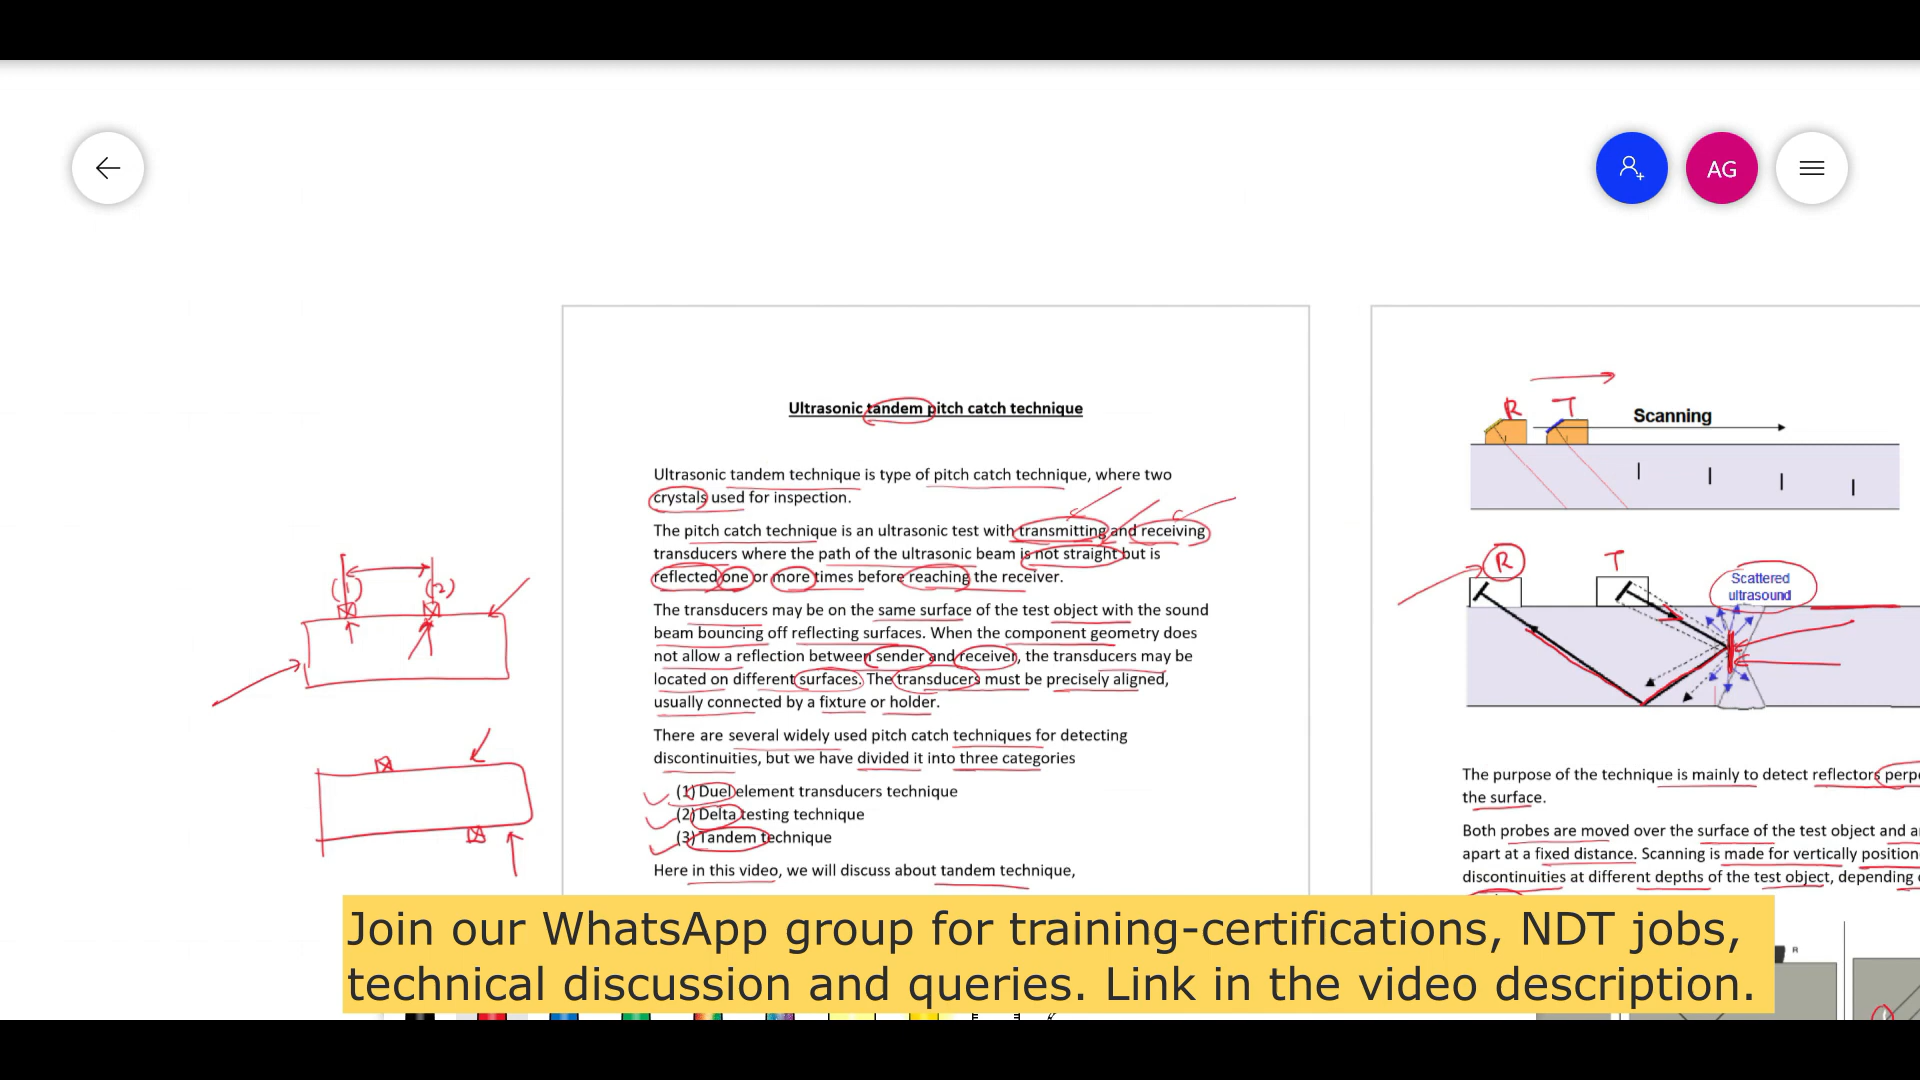 AG
Ultrasonic tandem pitch catch technique
Ultrasonic tandem technique is type of pitch catch technique, where two
crystals used for inspection.
The pitch catch technique is an ultrasonic test with transmitting and receiving
transducers where the path of the ultrasonic beam is not straight but is
reflected one or more times before reaching the receiver.
The transducers may be on the same surface of the test object with the sound
beam bouncing off reflecting surfaces. When the component geometry does
not allow a reflection between sender and receiver, the transducers may be
located on different surfaces. The transducers must be precisely aligned,
usually connected by a fixture or holder.
There are several widely used pitch catch techniques for detecting
discontinuities, but we have divided it into three categories
(1) Duel element transducers technique
(2) Delta testing technique
(3) Tandem technique
Here in this video, we will discuss about tandem technique,
(1) (2)
R T
Scanning
R T
Scattered
ultrasound
The purpose of the technique is mainly to detect reflectors
the surface.
Both probes are moved over the surface of the test object and
apart at a fixed distance. Scanning is made for vertically
discontinuities at different depths of the test object, depending
R
Join our WhatsApp group for training-certifications, NDT jobs,
technical discussion and queries. Link in the video description.